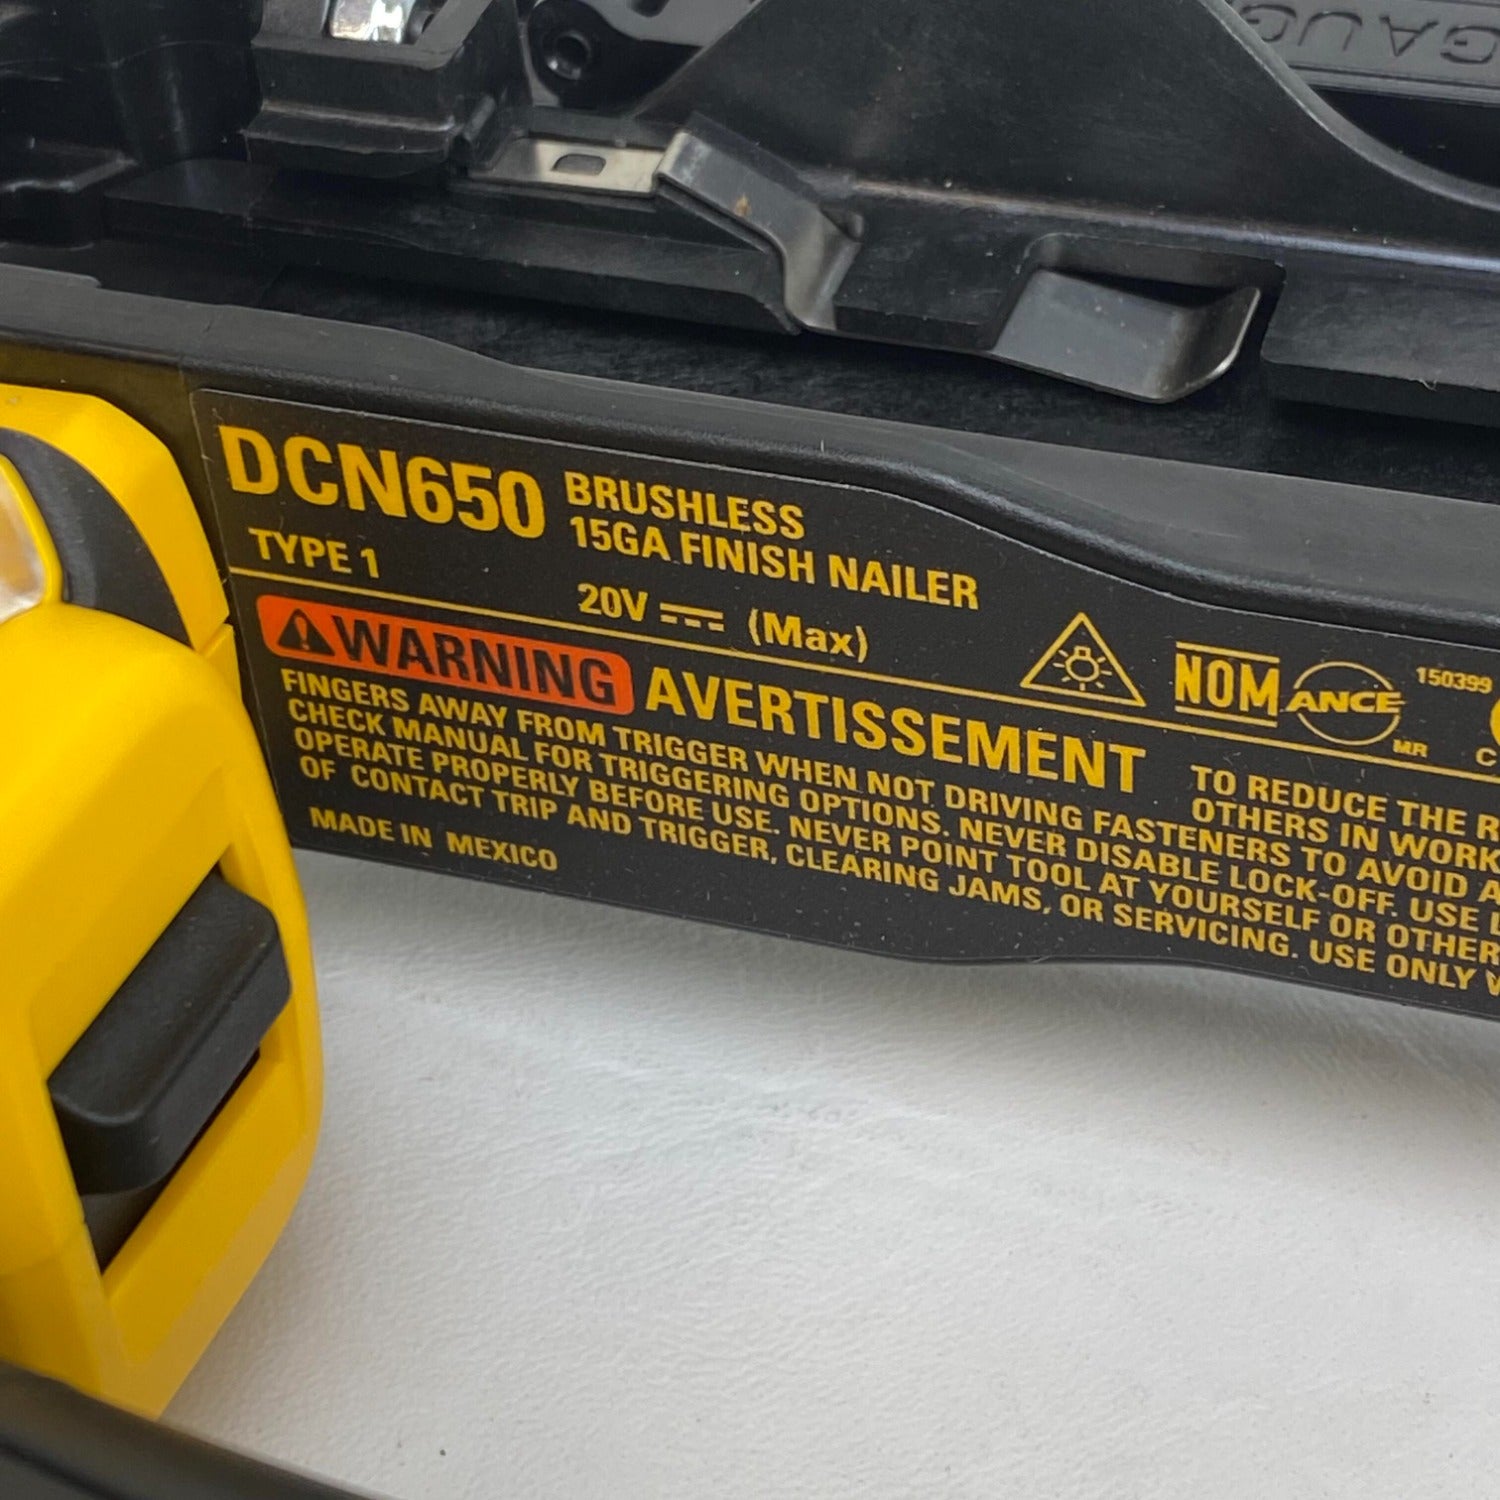 GAUG
DCN650 BRUSHLESS
15GA FINISH NAILER
TYPE 1
20V ⎓ (Max)
NOM ANCE MR
150399
C
⚠WARNING AVERTISSEMENT TO REDUCE THE R
FINGERS AWAY FROM TRIGGER WHEN NOT DRIVING FASTENERS TO AVOID A
OTHERS IN WORK
CHECK MANUAL FOR TRIGGERING OPTIONS. NEVER DISABLE LOCK-OFF. USE
OPERATE PROPERLY BEFORE USE. NEVER POINT TOOL AT YOURSELF OR OTHER
OF CONTACT TRIP AND TRIGGER, CLEARING JAMS, OR SERVICING. USE ONLY
MADE IN MEXICO